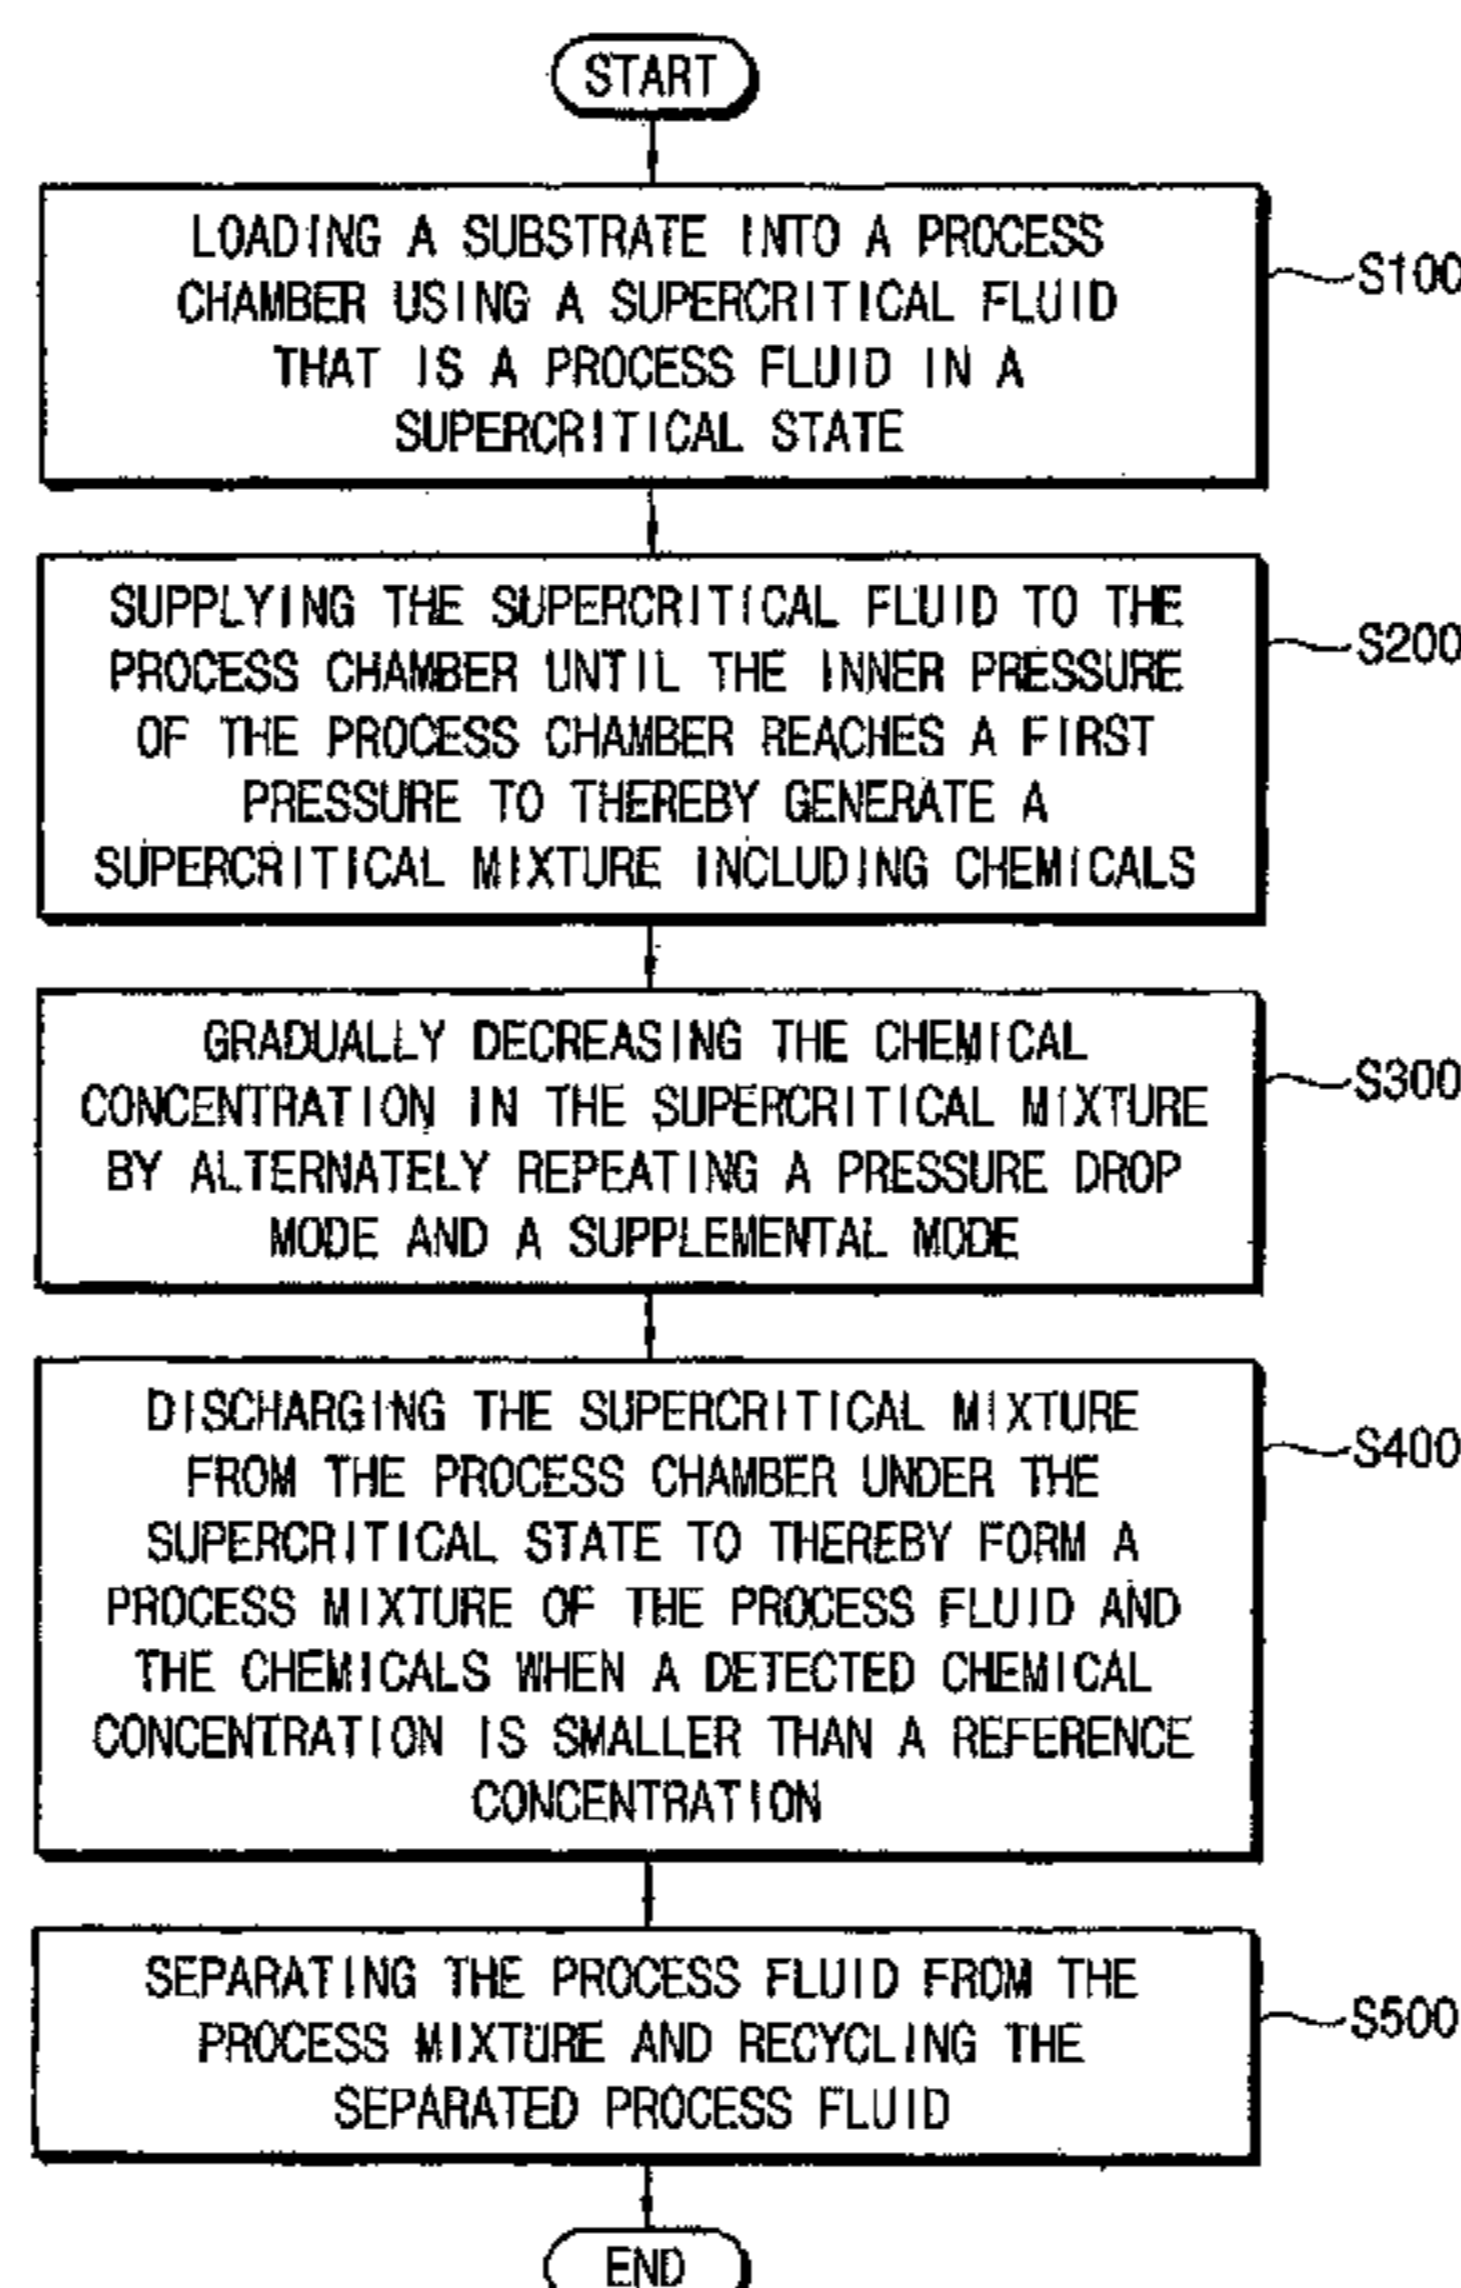 START
LOADING A SUBSTRATE INTO A PROCESS
CHAMBER USING A SUPERCRITICAL FLUID
THAT IS A PROCESS FLUID IN A
SUPERCRITICAL STATE
S100
SUPPLYING THE SUPERCRITICAL FLUID TO THE
PROCESS CHAMBER UNTIL THE INNER PRESSURE
OF THE PROCESS CHAMBER REACHES A FIRST
PRESSURE TO THEREBY GENERATE A
SUPERCRITICAL MIXTURE INCLUDING CHEMICALS
S200
GRADUALLY DECREASING THE CHEMICAL
CONCENTRATION IN THE SUPERCRITICAL MIXTURE
BY ALTERNATELY REPEATING A PRESSURE DROP
MODE AND A SUPPLEMENTAL MODE
S300
DISCHARGING THE SUPERCRITICAL MIXTURE
FROM THE PROCESS CHAMBER UNDER THE
SUPERCRITICAL STATE TO THEREBY FORM A
PROCESS MIXTURE OF THE PROCESS FLUID AND
THE CHEMICALS WHEN A DETECTED CHEMICAL
CONCENTRATION IS SMALLER THAN A REFERENCE
CONCENTRATION
S400
SEPARATING THE PROCESS FLUID FROM THE
PROCESS MIXTURE AND RECYCLING THE
SEPARATED PROCESS FLUID
S500
END